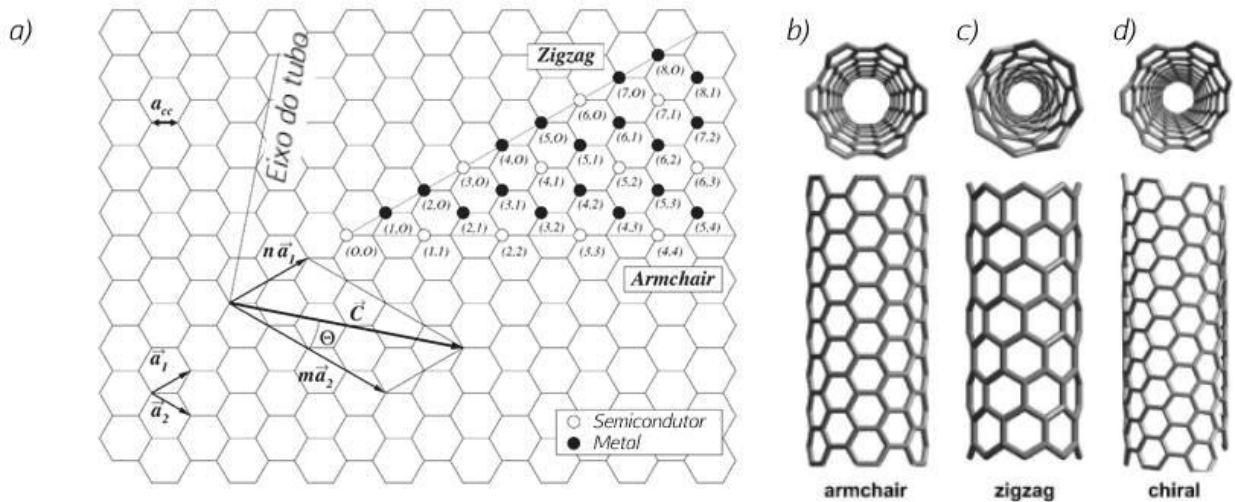 a)
b)
c)
d)
Eixo do tubo
a_cc
Zigzag
(8,0)
(7,0)
(8,1)
(6,0)
(7,1)
(5,0)
(6,1)
(7,2)
(4,0)
(5,1)
(6,2)
(3,0)
(4,1)
(5,2)
(6,3)
(2,0)
(3,1)
(4,2)
(5,3)
(1,0)
(2,1)
(3,2)
(4,3)
(5,4)
(0,0)
(1,1)
(2,2)
(3,3)
(4,4)
Armchair
n a⃗₁
C⃗
Θ
m a⃗₂
a⃗₁
a⃗₂
Semicondutor
Metal
armchair
zigzag
chiral